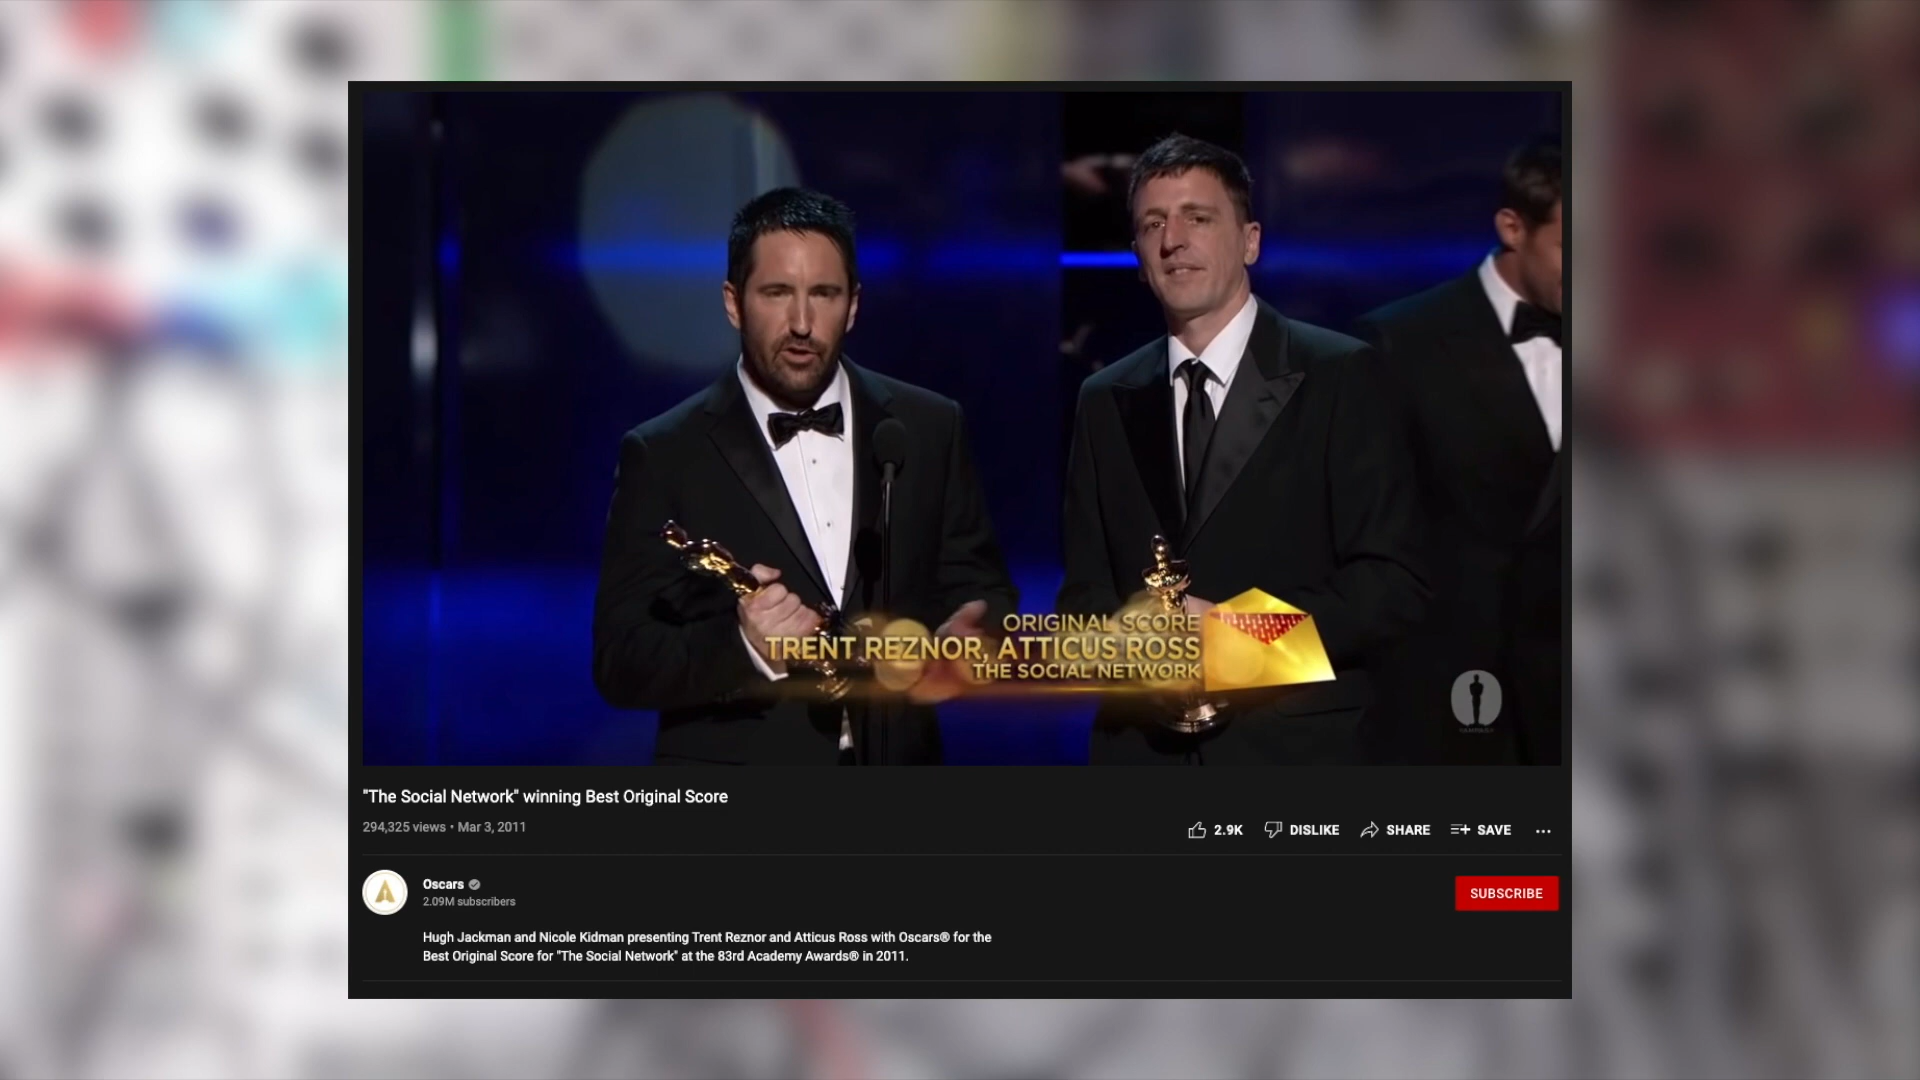 ORIGINAL SCORE
TRENT REZNOR, ATTICUS ROSS
THE SOCIAL NETWORK
"The Social Network" winning Best Original Score
294,325 views • Mar 3, 2011
2.9K DISLIKE SHARE SAVE ...
Oscars
2.09M subscribers
SUBSCRIBE
Hugh Jackman and Nicole Kidman presenting Trent Reznor and Atticus Ross with Oscars® for the
Best Original Score for "The Social Network" at the 83rd Academy Awards® in 2011.